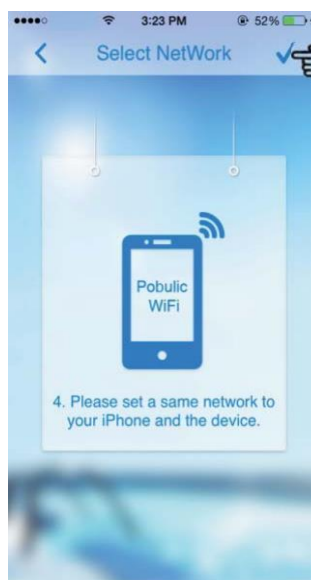 3:23 PM 52%
Select NetWork
Pobulic
WiFi
4. Please set a same network to
your iPhone and the device.